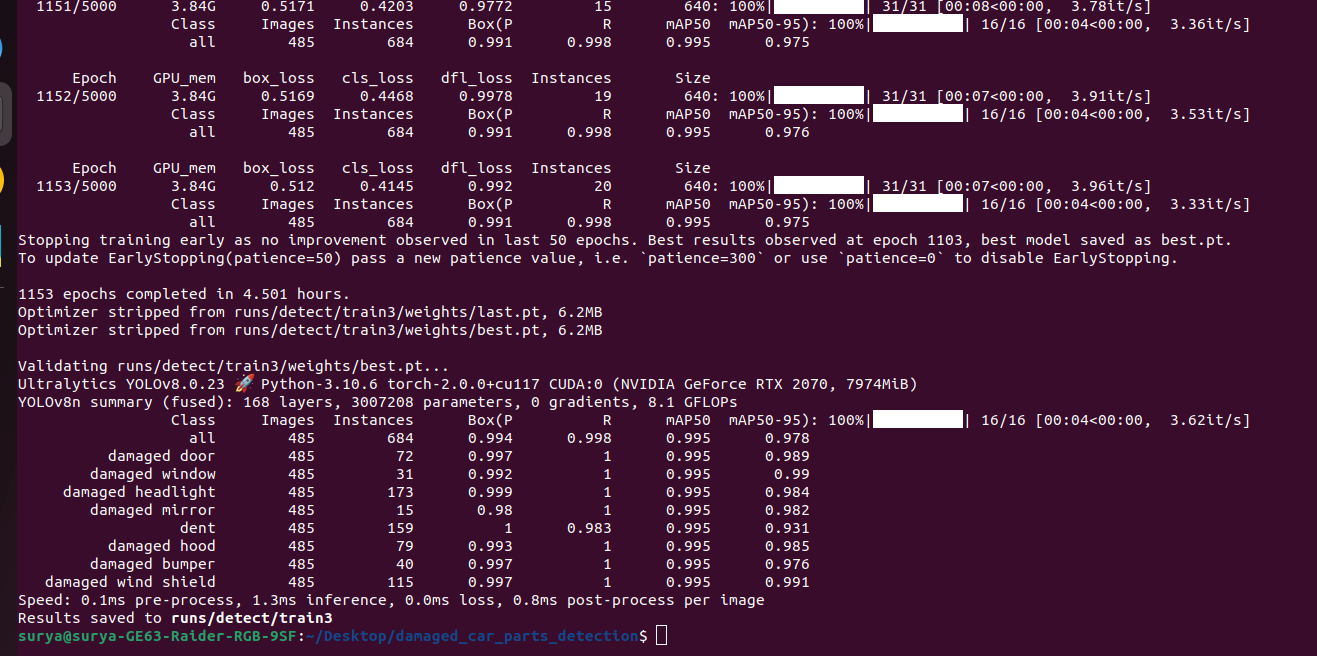 1151/5000 3.84G 0.5171 0.4203 0.9772 15 640: 100%| | 31/31 [00:08<00:00, 3.78it/s]
Class Images Instances Box(P R mAP50 mAP50-95): 100%| | 16/16 [00:04<00:00, 3.36it/s]
all 485 684 0.991 0.998 0.995 0.975
Epoch GPU_mem box_loss cls_loss dfl_loss Instances Size
1152/5000 3.84G 0.5169 0.4468 0.9978 19 640: 100%| | 31/31 [00:07<00:00, 3.91it/s]
Class Images Instances Box(P R mAP50 mAP50-95): 100%| | 16/16 [00:04<00:00, 3.53it/s]
all 485 684 0.991 0.998 0.995 0.976
Epoch GPU_mem box_loss cls_loss dfl_loss Instances Size
1153/5000 3.84G 0.512 0.4145 0.992 20 640: 100%| | 31/31 [00:07<00:00, 3.96it/s]
Class Images Instances Box(P R mAP50 mAP50-95): 100%| | 16/16 [00:04<00:00, 3.33it/s]
all 485 684 0.991 0.998 0.995 0.975
Stopping training early as no improvement observed in last 50 epochs. Best results observed at epoch 1103, best model saved as best.pt.
To update EarlyStopping(patience=50) pass a new patience value, i.e. `patience=300` or use `patience=0` to disable EarlyStopping.
1153 epochs completed in 4.501 hours.
Optimizer stripped from runs/detect/train3/weights/last.pt, 6.2MB
Optimizer stripped from runs/detect/train3/weights/best.pt, 6.2MB
Validating runs/detect/train3/weights/best.pt...
Ultralytics YOLOv8.0.23 🚀 Python-3.10.6 torch-2.0.0+cu117 CUDA:0 (NVIDIA GeForce RTX 2070, 7974MiB)
YOLOv8n summary (fused): 168 layers, 3007208 parameters, 0 gradients, 8.1 GFLOPs
Class Images Instances Box(P R mAP50 mAP50-95): 100%| | 16/16 [00:04<00:00, 3.62it/s]
all 485 684 0.994 0.998 0.995 0.978
damaged door 485 72 0.997 1 0.995 0.989
damaged window 485 31 0.992 1 0.995 0.99
damaged headlight 485 173 0.999 1 0.995 0.984
damaged mirror 485 15 0.98 1 0.995 0.982
dent 485 159 1 0.983 0.995 0.931
damaged hood 485 79 0.993 1 0.995 0.985
damaged bumper 485 40 0.997 1 0.995 0.976
damaged wind shield 485 115 0.997 1 0.995 0.991
Speed: 0.1ms pre-process, 1.3ms inference, 0.0ms loss, 0.8ms post-process per image
Results saved to runs/detect/train3
surya@surya-GE63-Raider-RGB-9SF:~/Desktop/damaged_car_parts_detection$